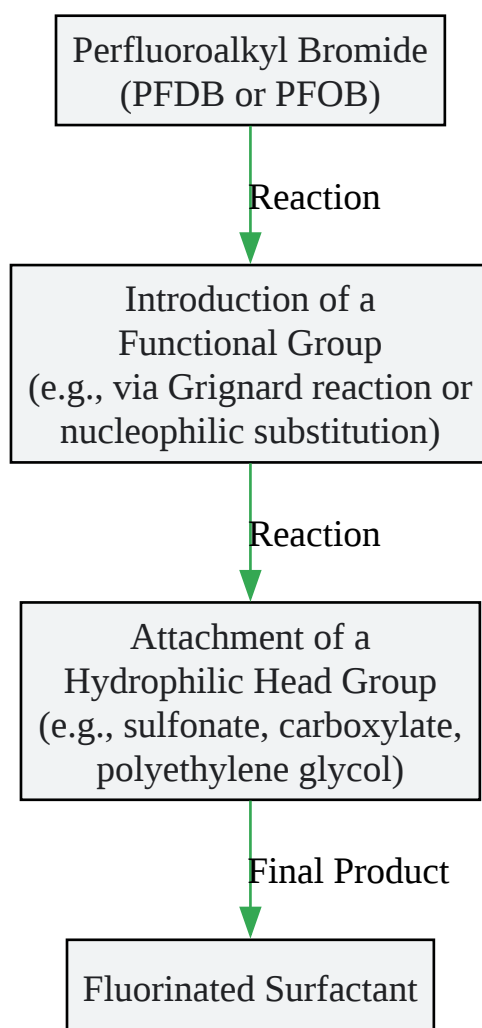 Perfluoroalkyl Bromide
(PFDB or PFOB)
Reaction
Introduction of a
Functional Group
(e.g., via Grignard reaction or
nucleophilic substitution)
Reaction
Attachment of a
Hydrophilic Head Group
(e.g., sulfonate, carboxylate,
polyethylene glycol)
Final Product
Fluorinated Surfactant